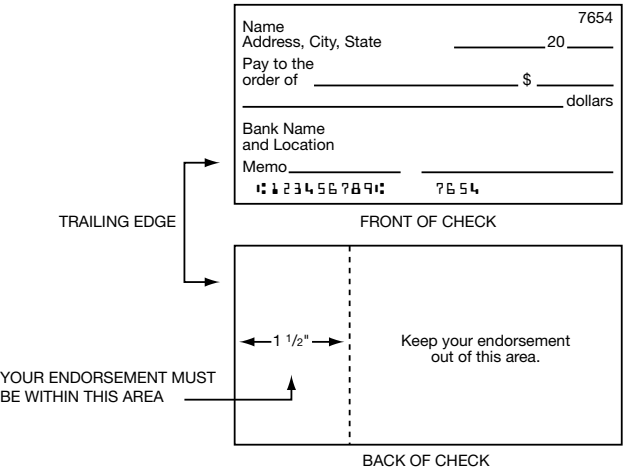 7654
Name
Address, City, State 20
Pay to the
order of $
dollars
Bank Name
and Location
Memo
⑆123456789⑆ 7654
TRAILING EDGE
FRONT OF CHECK
1 1/2"
Keep your endorsement
out of this area.
YOUR ENDORSEMENT MUST
BE WITHIN THIS AREA
BACK OF CHECK